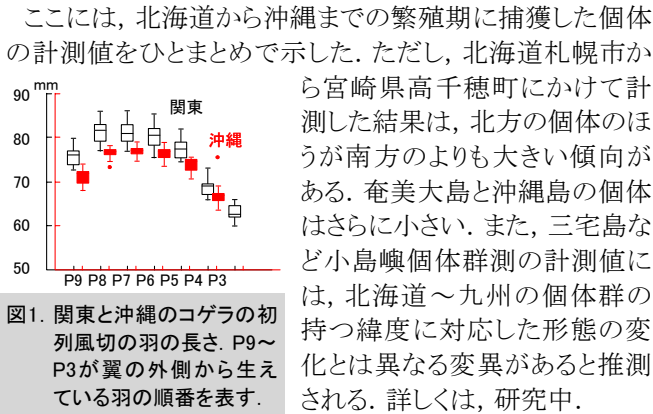 ここには，北海道から沖縄までの繁殖期に捕獲した個体
の計測値をひとまとめで示した．ただし，北海道札幌市か
ら宮崎県高千穂町にかけて計
測した結果は，北方の個体のほ
うが南方のよりも大きい傾向が
ある．奄美大島と沖縄島の個体
はさらに小さい．また，三宅島な
ど小島嶼個体群測の計測値に
は，北海道～九州の個体群の
持つ緯度に対応した形態の変
化とは異なる変異があると推測
される．詳しくは，研究中．
mm
90
80
70
60
50
関東
沖縄
P9 P8 P7 P6 P5 P4 P3
図1．関東と沖縄のコゲラの初
列風切の羽の長さ．P9～
P3が翼の外側から生え
ている羽の順番を表す．